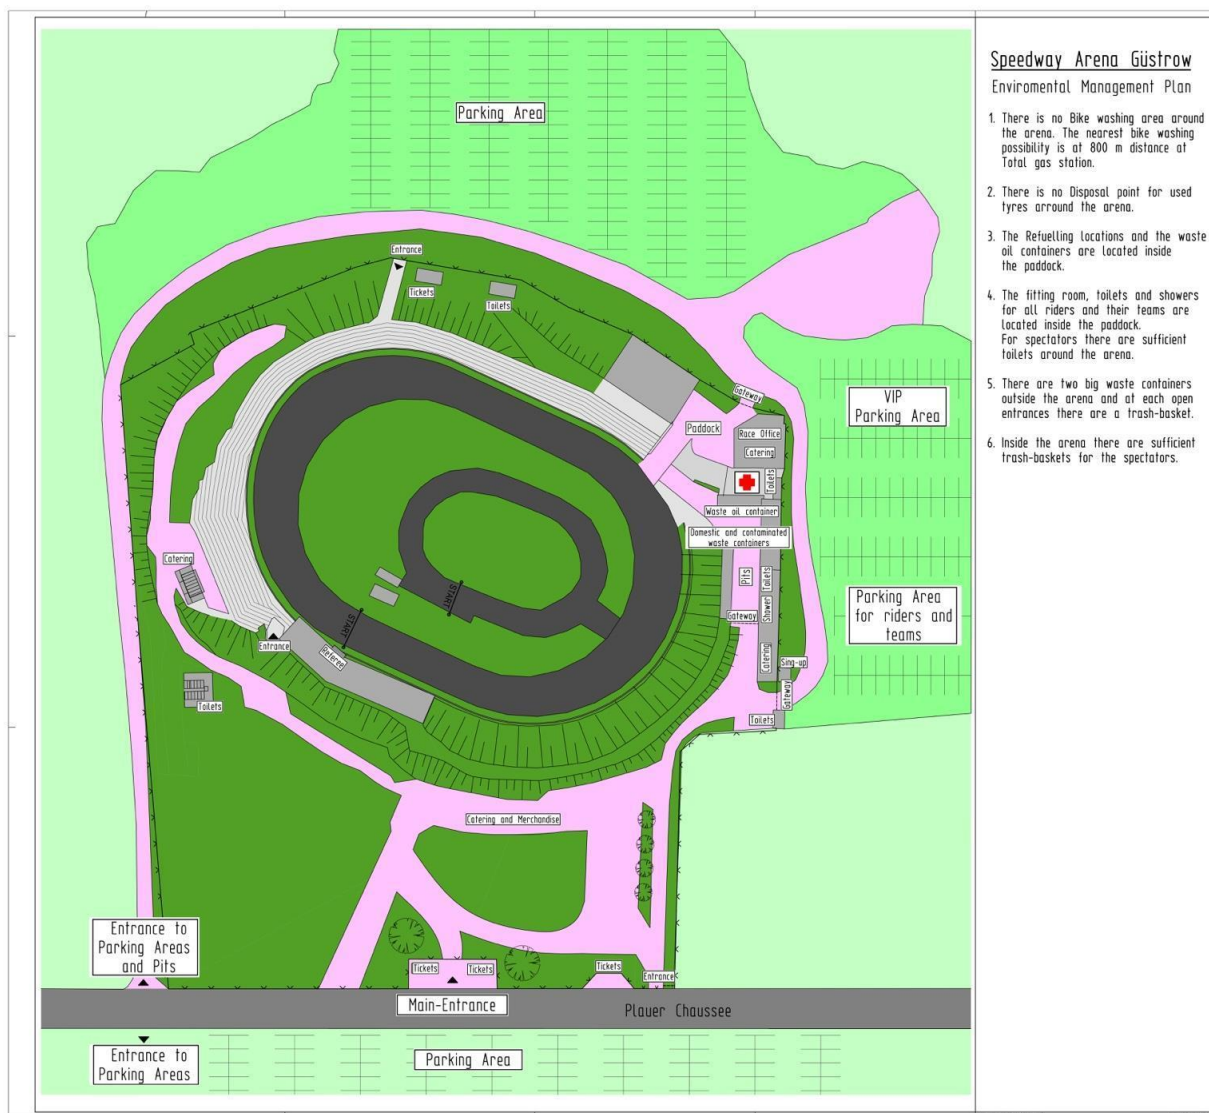 Speedway Arena Güstrow
Enviromental Management Plan
1. There is no Bike washing area around
the arena. The nearest bike washing
possibility is at 800 m distance at
Total gas station.
2. There is no Disposal point for used
tyres arround the arena.
3. The Refuelling locations and the waste
oil containers are located inside
the paddock.
4. The fitting room, toilets and showers
for all riders and their teams are
located inside the paddock.
For spectators there are sufficient
toilets around the arena.
5. There are two big waste containers
outside the arena and at each open
entrances there are a trash-basket.
6. Inside the arena there are sufficient
trash-baskets for the spectators.
Parking Area
Entrance
Tickets
Toilets
Gateway
VIP
Parking Area
Paddock
Race Office
Catering
Toilets
Waste oil container
Domestic and contaminated
waste containers
Catering
Pits
Toilets
START
START
Shower
Gateway
Parking Area
for riders and
teams
Entrance
Referee
Catering
Sing-up
Gateway
Toilets
Toilets
Catering and Merchandise
Entrance to
Parking Areas
and Pits
Tickets
Tickets
Tickets
Entrance
Main-Entrance
Plauer Chaussee
Entrance to
Parking Areas
Parking Area